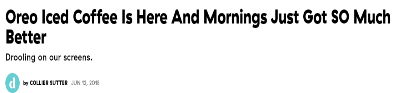 Oreo Iced Coffee Is Here And Mornings Just Got SO Much
Better
Drooling on our screens.
d by COLLIER SUTTER JUN 12, 2018